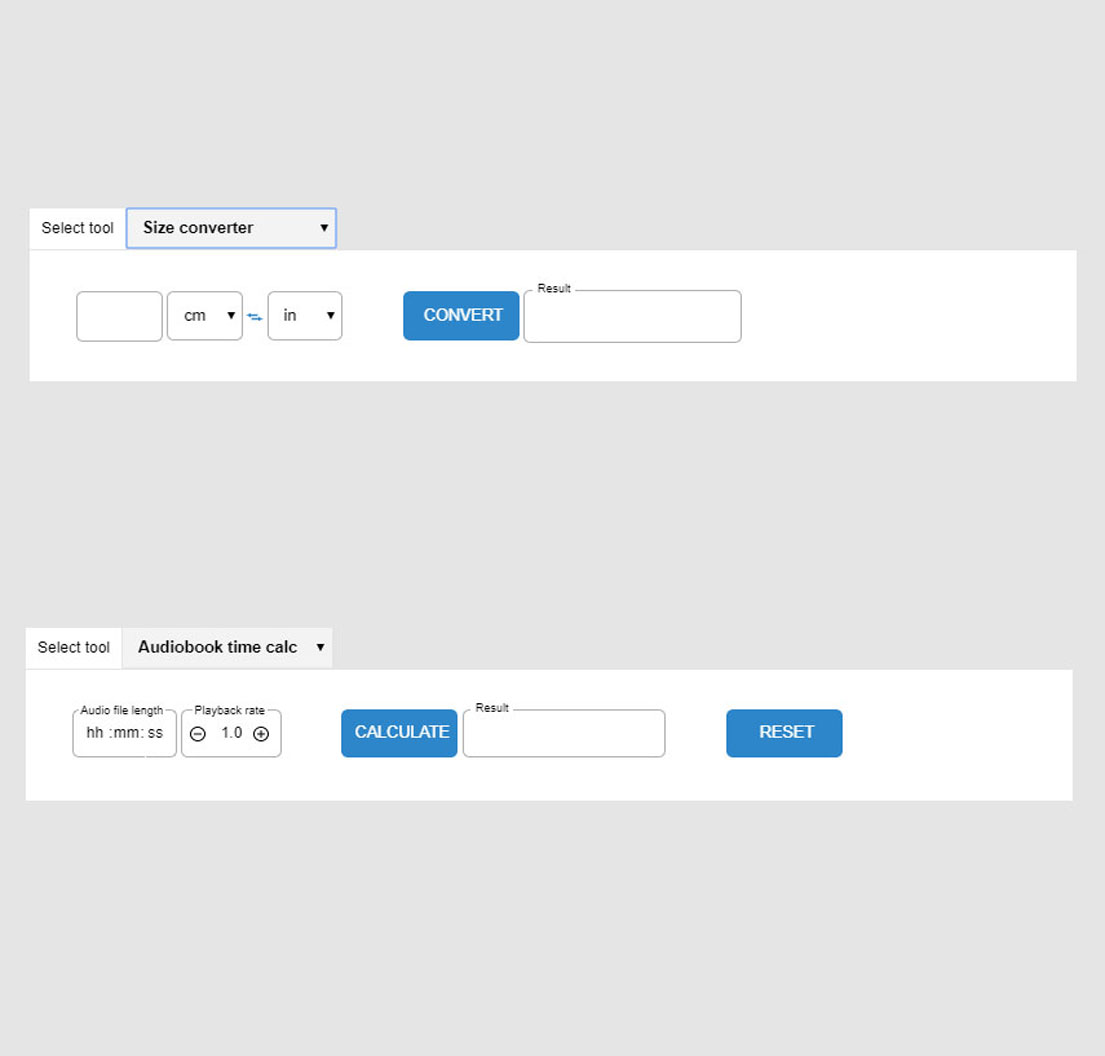 Select tool Size converter
Result
cm in CONVERT
Select tool Audiobook time calc
Audio file length Playback rate Result
hh :mm: ss 1.0 CALCULATE RESET